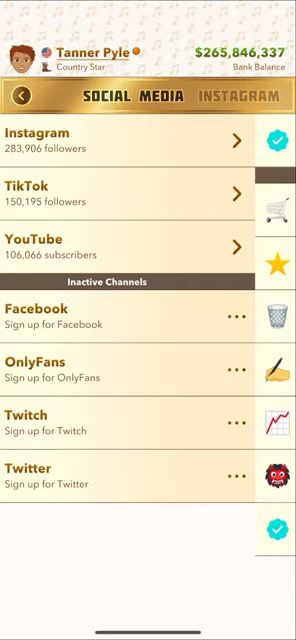 Tanner Pyle
$265,846,337
Country Star
Bank Balance
SOCIAL MEDIA INSTAGRAM
Instagram
283,906 followers
TikTok
150,195 followers
YouTube
106,066 subscribers
Inactive Channels
Facebook
Sign up for Facebook
OnlyFans
Sign up for OnlyFans
Twitch
Sign up for Twitch
Twitter
Sign up for Twitter